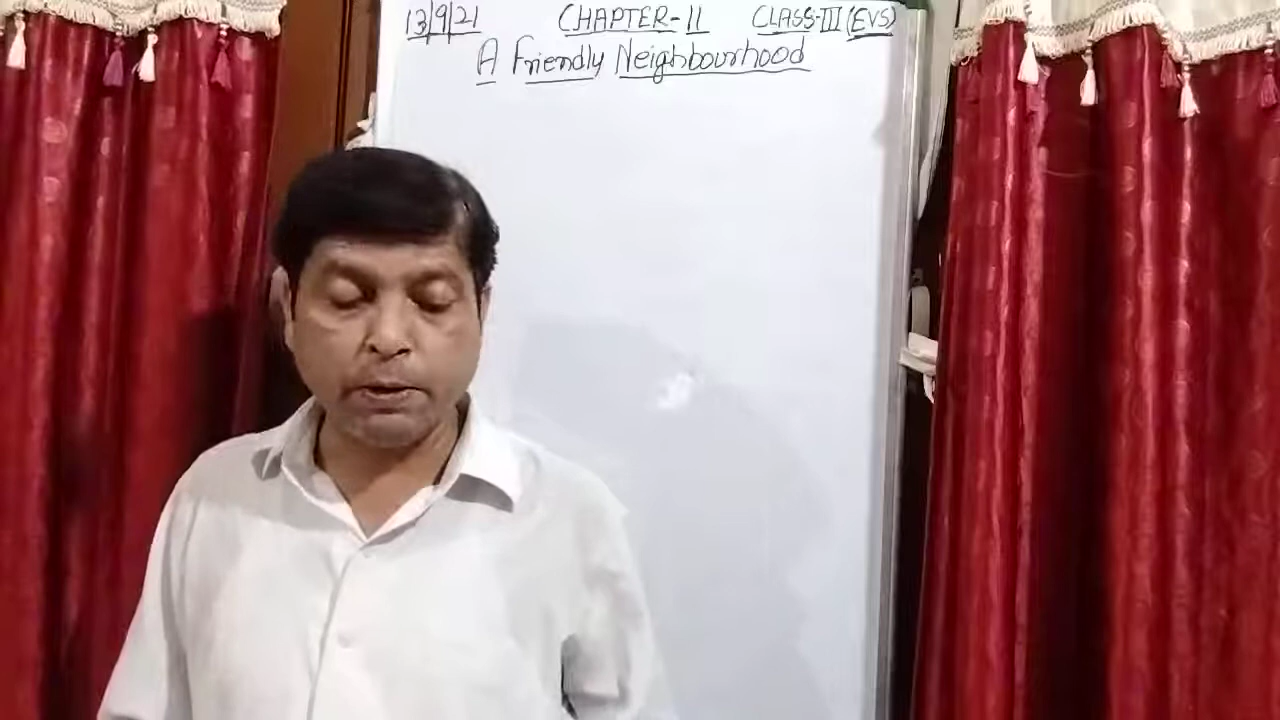 13/9/21 CHAPTER-11 CLASS-III (EVS)
A Friendly Neighbourhood